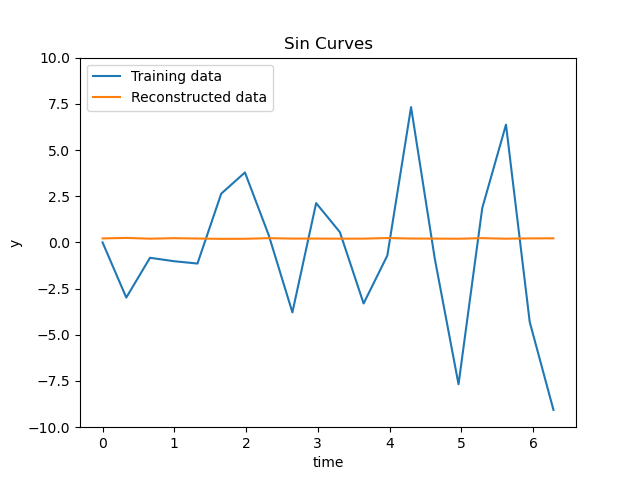 Sin Curves
Training data
Reconstructed data
10.0
7.5
5.0
2.5
0.0
−2.5
−5.0
−7.5
−10.0
y
0 1 2 3 4 5 6
time